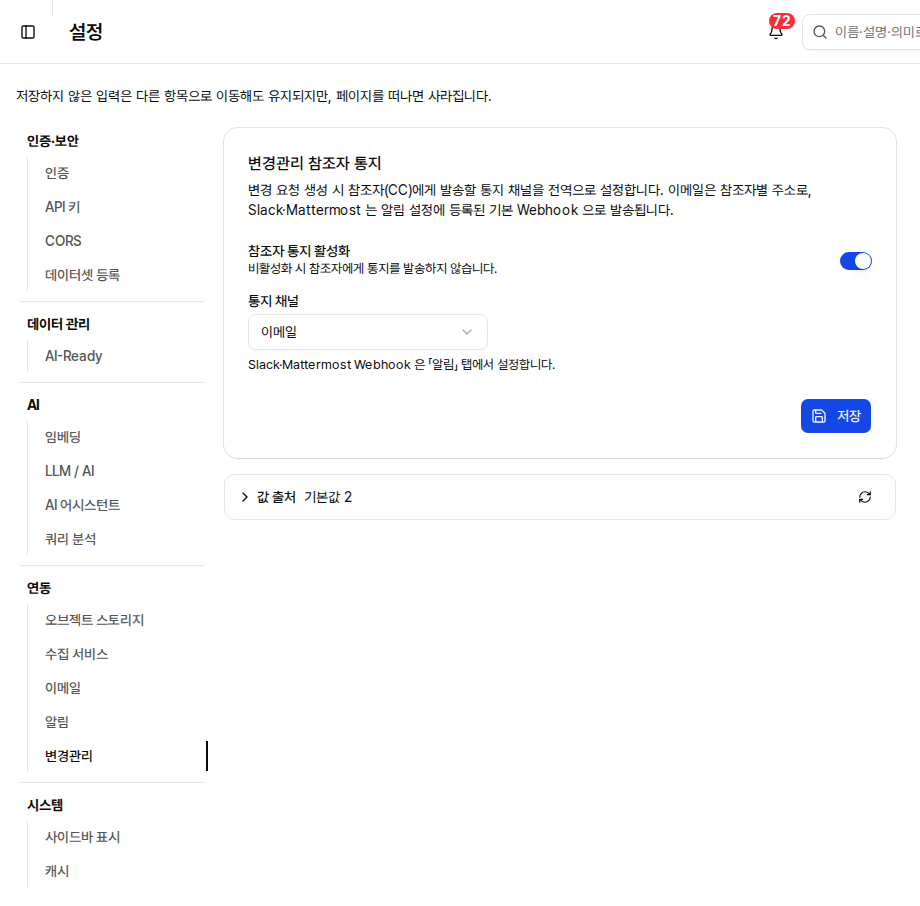 설정
72
이름·설명·의미로
저장하지 않은 입력은 다른 항목으로 이동해도 유지되지만, 페이지를 떠나면 사라집니다.
인증·보안
인증
API 키
CORS
데이터셋 등록
데이터 관리
AI-Ready
AI
임베딩
LLM / AI
AI 어시스턴트
쿼리 분석
연동
오브젝트 스토리지
수집 서비스
이메일
알림
변경관리
시스템
사이드바 표시
캐시
변경관리 참조자 통지
변경 요청 생성 시 참조자(CC)에게 발송할 통지 채널을 전역으로 설정합니다. 이메일은 참조자별 주소로,
Slack·Mattermost 는 알림 설정에 등록된 기본 Webhook 으로 발송됩니다.
참조자 통지 활성화
비활성화 시 참조자에게 통지를 발송하지 않습니다.
통지 채널
이메일
Slack·Mattermost Webhook 은 「알림」 탭에서 설정합니다.
저장
값 출처 기본값 2